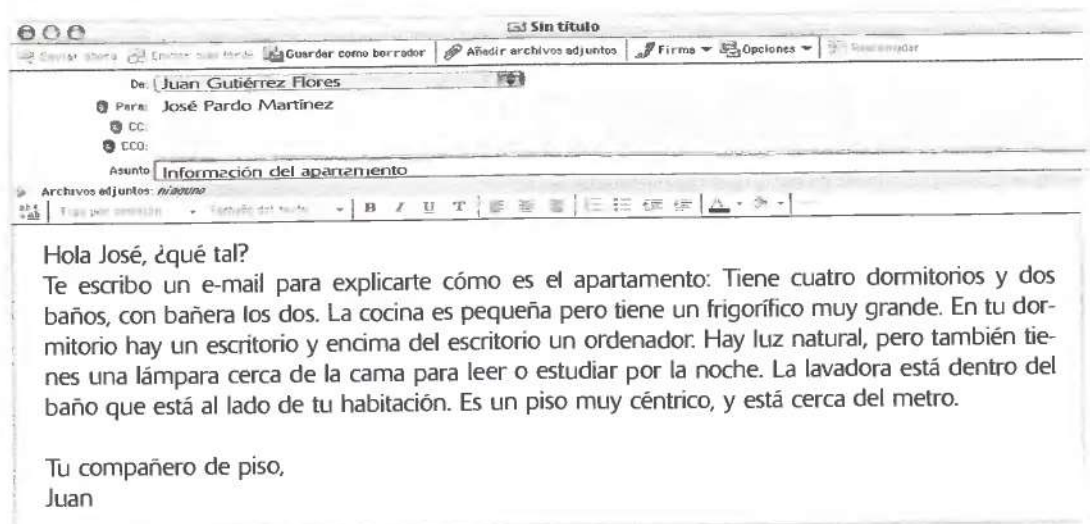 Sin título
Guardar como borrador Añadir archivos adjuntos Firma Opciones
De: Juan Gutiérrez Flores
Para: José Pardo Martínez
CC:
CCO:
Asunto Información del apartamento
Archivos adjuntos: ninguno
B I U T A
Hola José, ¿qué tal?
Te escribo un e-mail para explicarte cómo es el apartamento: Tiene cuatro dormitorios y dos
baños, con bañera los dos. La cocina es pequeña pero tiene un frigorífico muy grande. En tu dor-
mitorio hay un escritorio y encima del escritorio un ordenador. Hay luz natural, pero también tie-
nes una lámpara cerca de la cama para leer o estudiar por la noche. La lavadora está dentro del
baño que está al lado de tu habitación. Es un piso muy céntrico, y está cerca del metro.
Tu compañero de piso,
Juan